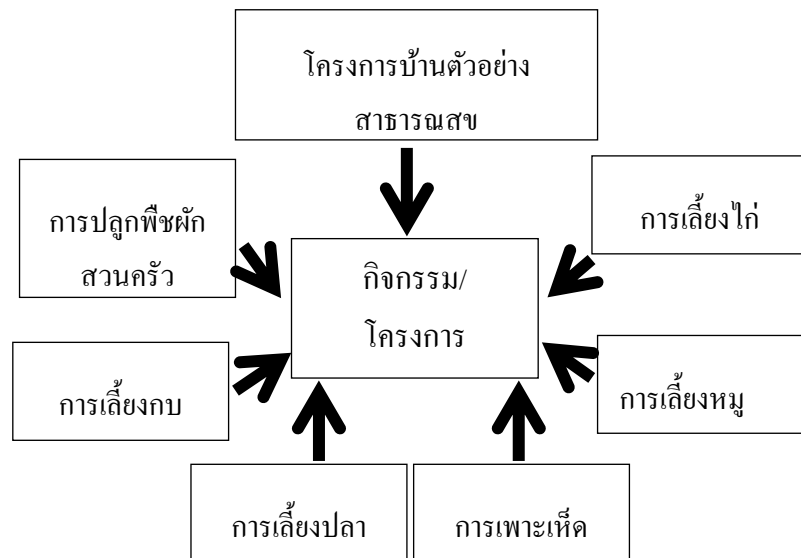 โครงการบ้านตัวอย่าง
สาธารณสข
การปลูกพืชผัก
สวนครัว
การเลี้ยงไก่
กิจกรรม/
โครงการ
การเลี้ยงกบ
การเลี้ยงหมู
การเลี้ยงปลา
การเพาะเห็ด